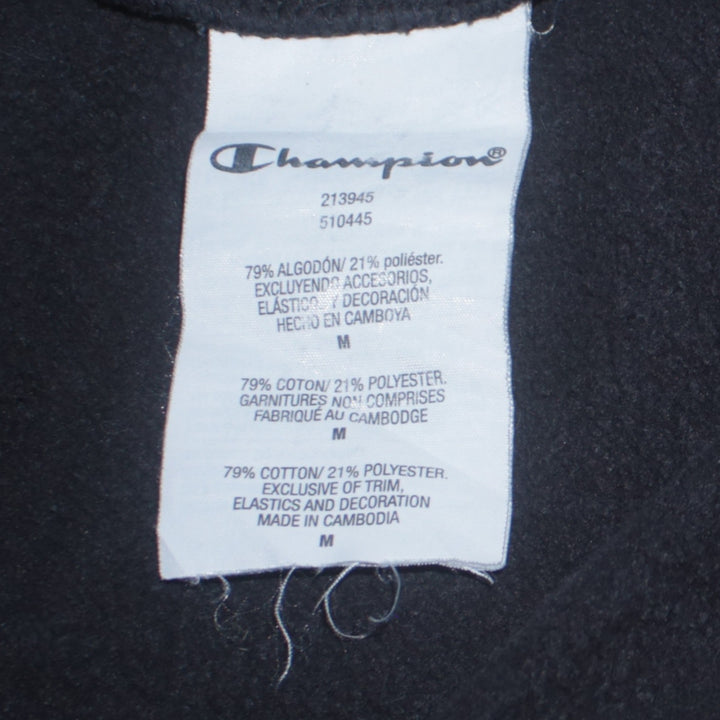 Champion®
213945
510445
79% ALGODÓN/ 21% poliéster.
EXCLUYENDO ACCESORIOS,
ELÁSTICOS Y DECORACIÓN
HECHO EN CAMBOYA
M
79% COTON/ 21% POLYESTER.
GARNITURES NON COMPRISES
FABRIQUÉ AU CAMBODGE
M
79% COTTON/ 21% POLYESTER.
EXCLUSIVE OF TRIM,
ELASTICS AND DECORATION
MADE IN CAMBODIA
M